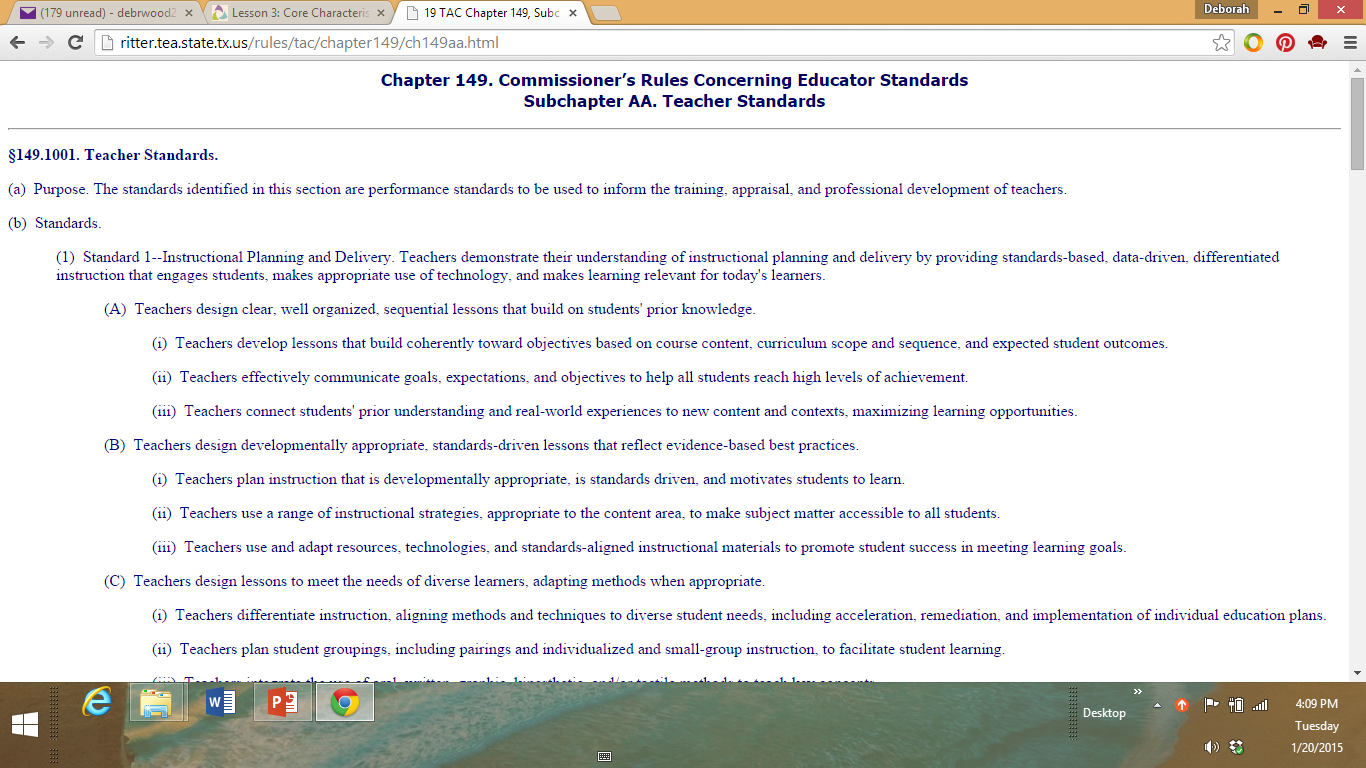 (179 unread) - debrwood2
Lesson 3: Core Characteris
19 TAC Chapter 149, Subc
Deborah
ritter.tea.state.tx.us/rules/tac/chapter149/ch149aa.html
Chapter 149. Commissioner's Rules Concerning Educator Standards
Subchapter AA. Teacher Standards
§149.1001. Teacher Standards.
(a) Purpose. The standards identified in this section are performance standards to be used to inform the training, appraisal, and professional development of teachers.
(b) Standards.
(1) Standard 1--Instructional Planning and Delivery. Teachers demonstrate their understanding of instructional planning and delivery by providing standards-based, data-driven, differentiated
instruction that engages students, makes appropriate use of technology, and makes learning relevant for today's learners.
(A) Teachers design clear, well organized, sequential lessons that build on students' prior knowledge.
(i) Teachers develop lessons that build coherently toward objectives based on course content, curriculum scope and sequence, and expected student outcomes.
(ii) Teachers effectively communicate goals, expectations, and objectives to help all students reach high levels of achievement.
(iii) Teachers connect students' prior understanding and real-world experiences to new content and contexts, maximizing learning opportunities.
(B) Teachers design developmentally appropriate, standards-driven lessons that reflect evidence-based best practices.
(i) Teachers plan instruction that is developmentally appropriate, is standards driven, and motivates students to learn.
(ii) Teachers use a range of instructional strategies, appropriate to the content area, to make subject matter accessible to all students.
(iii) Teachers use and adapt resources, technologies, and standards-aligned instructional materials to promote student success in meeting learning goals.
(C) Teachers design lessons to meet the needs of diverse learners, adapting methods when appropriate.
(i) Teachers differentiate instruction, aligning methods and techniques to diverse student needs, including acceleration, remediation, and implementation of individual education plans.
(ii) Teachers plan student groupings, including pairings and individualized and small-group instruction, to facilitate student learning.
Desktop
4:09 PM
Tuesday
1/20/2015